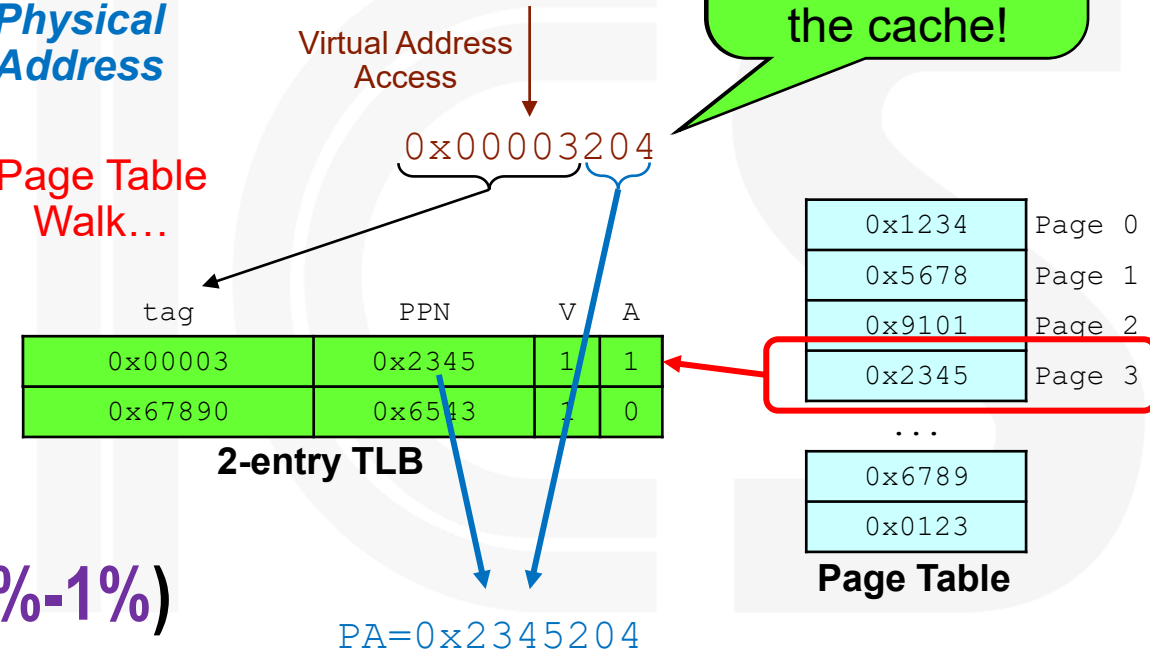 Physical
Address
Virtual Address
Access
the cache!
0x00003204
Page Table
Walk…
tag PPN V A
0x00003 0x2345 1 1
0x67890 0x6543 1 0
2-entry TLB
0x1234 Page 0
0x5678 Page 1
0x9101 Page 2
0x2345 Page 3
...
0x6789
0x0123
Page Table
%-1%)
PA=0x2345204